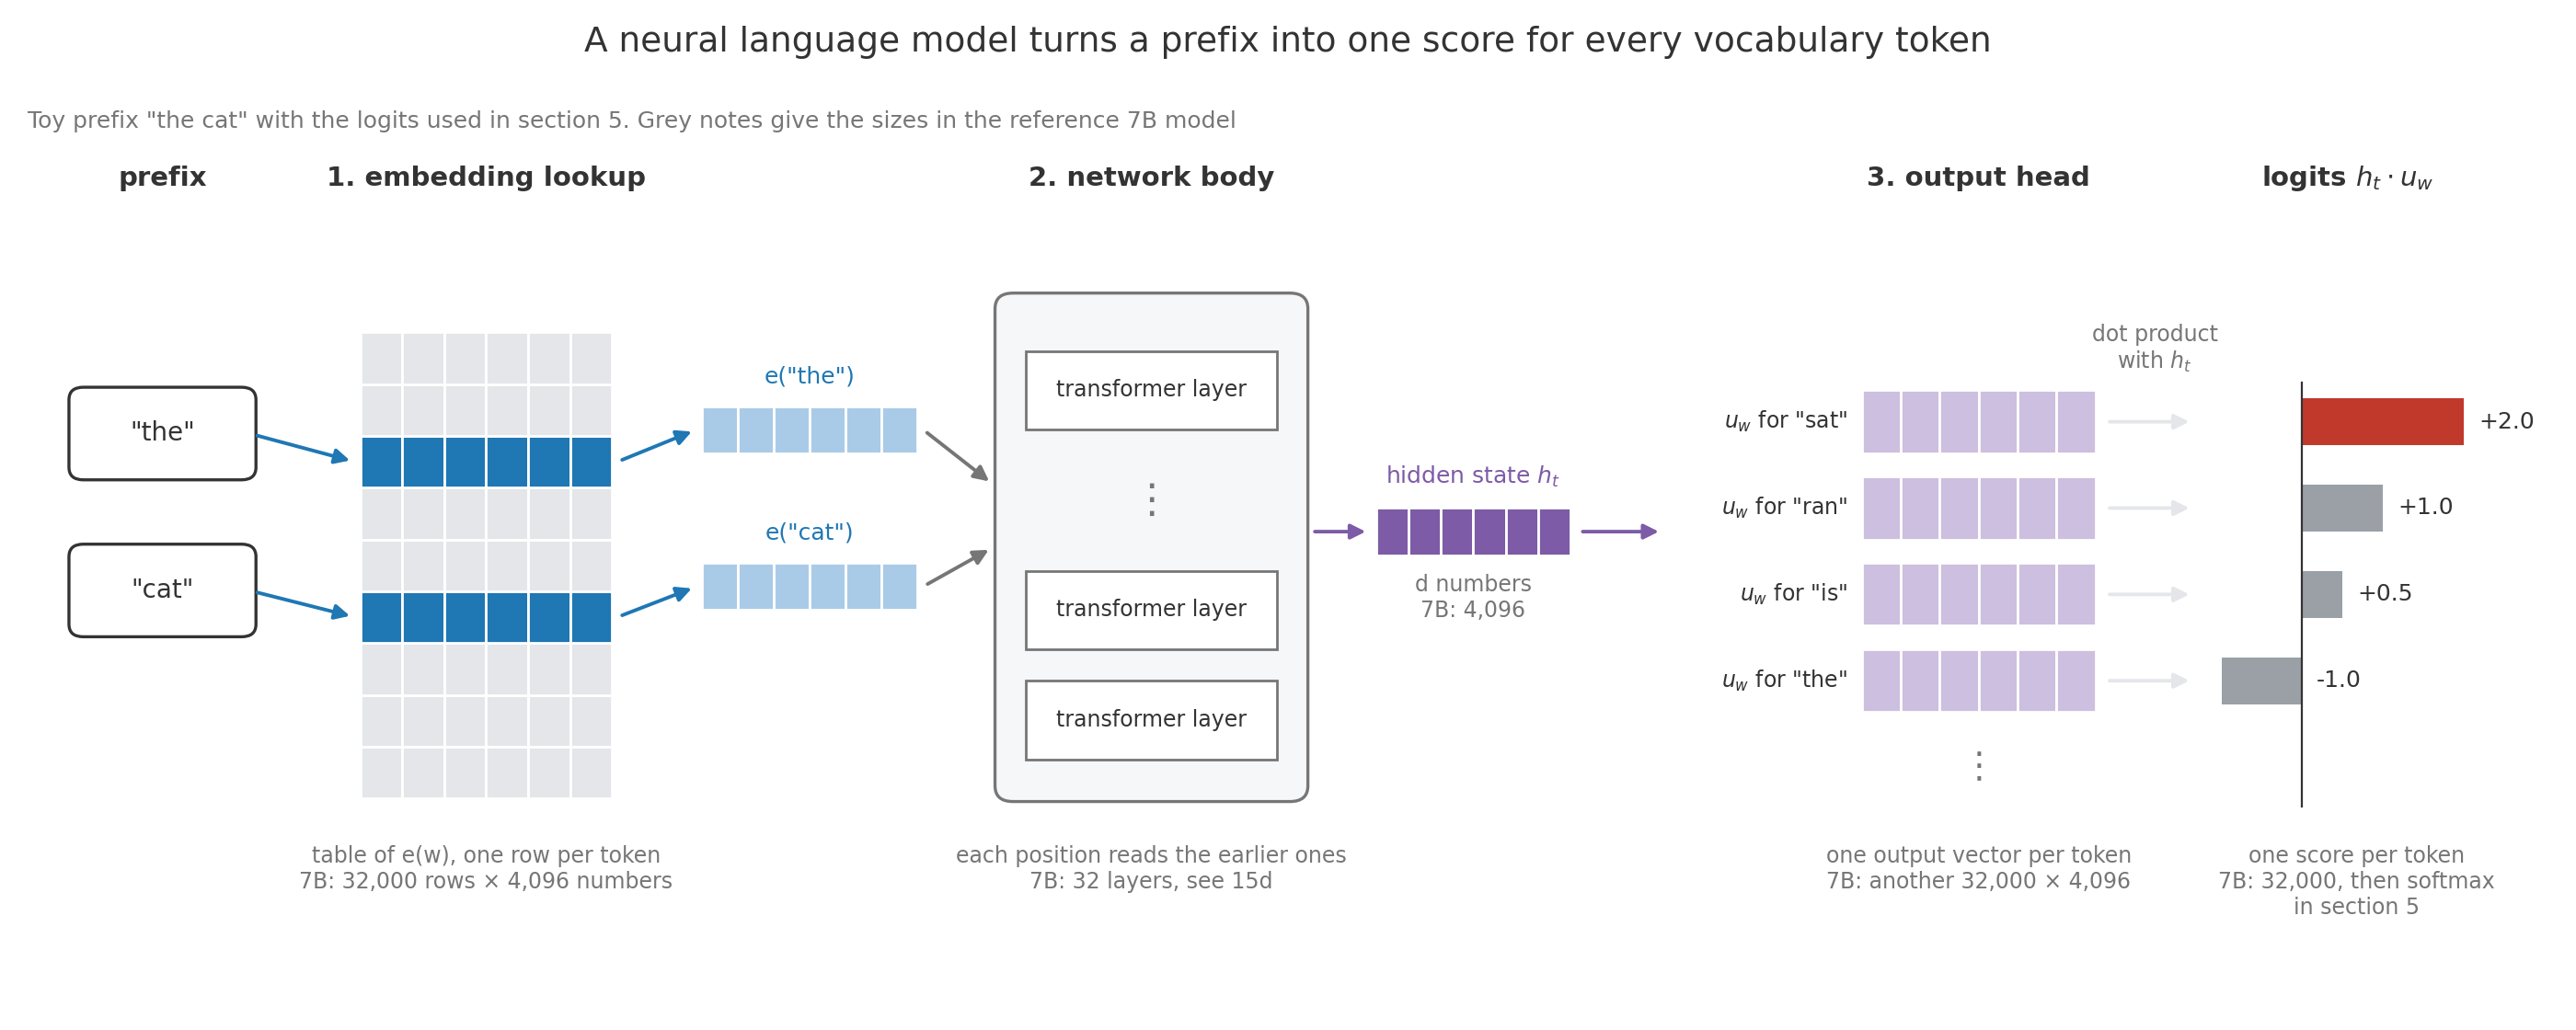 A neural language model turns a prefix into one score for every vocabulary token
Toy prefix "the cat" with the logits used in section 5. Grey notes give the sizes in the reference 7B model
prefix
1. embedding lookup
2. network body
3. output head
logits h_t · u_w
"the"
"cat"
e("the")
e("cat")
table of e(w), one row per token
7B: 32,000 rows × 4,096 numbers
transformer layer
⋮
transformer layer
transformer layer
each position reads the earlier ones
7B: 32 layers, see 15d
hidden state h_t
d numbers
7B: 4,096
dot product
with h_t
u_w for "sat"
+2.0
u_w for "ran"
+1.0
u_w for "is"
+0.5
u_w for "the"
-1.0
⋮
one output vector per token
7B: another 32,000 × 4,096
one score per token
7B: 32,000, then softmax
in section 5